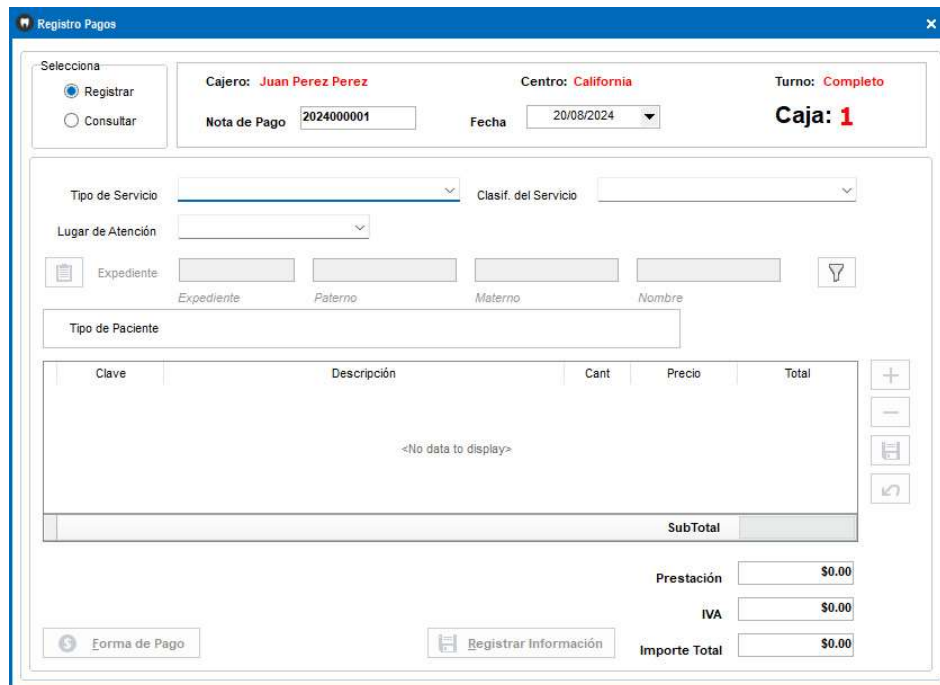 Registro Pagos
Selecciona
Registrar
Consultar
Cajero: Juan Perez Perez Centro: California Turno: Completo
Nota de Pago 2024000001 Fecha 20/08/2024 Caja: 1
Tipo de Servicio Clasif. del Servicio
Lugar de Atención
Expediente
Expediente Paterno Materno Nombre
Tipo de Paciente
Clave Descripción Cant Precio Total
<No data to display>
SubTotal
Prestación $0.00
IVA $0.00
Forma de Pago Registrar Información Importe Total $0.00